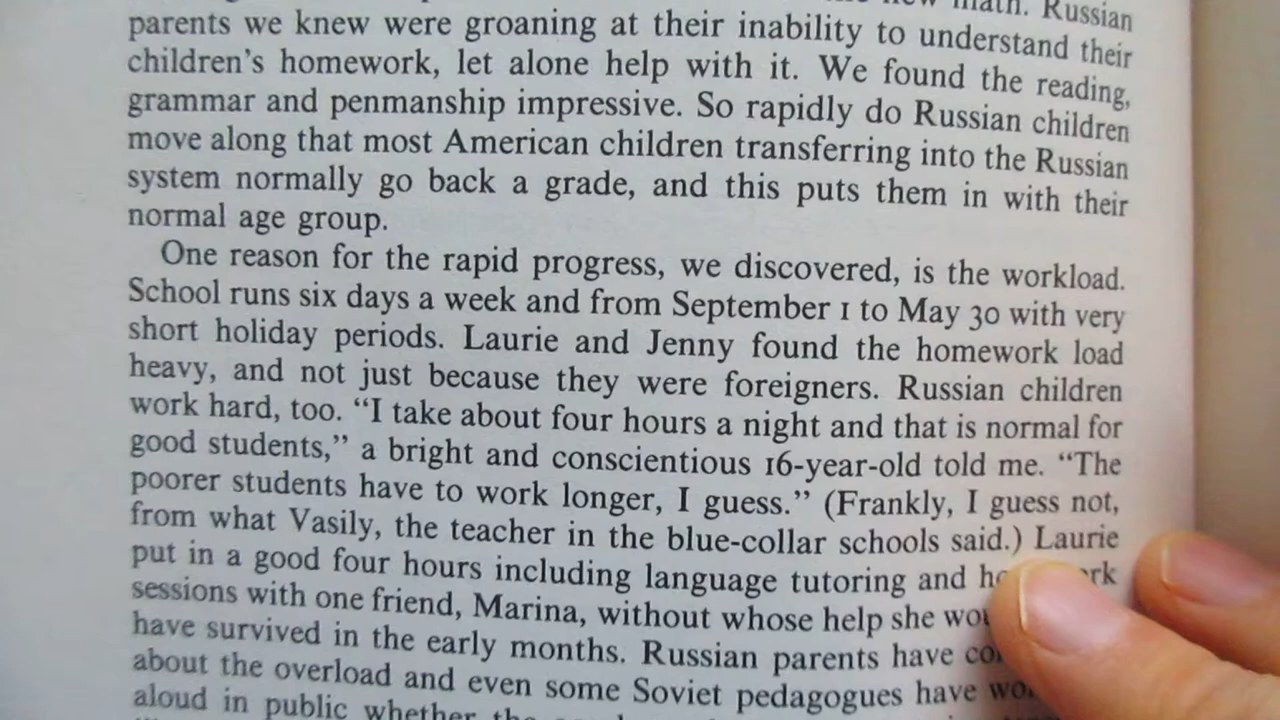 new math. Russian
parents we knew were groaning at their inability to understand their
children's homework, let alone help with it. We found the reading,
grammar and penmanship impressive. So rapidly do Russian children
move along that most American children transferring into the Russian
system normally go back a grade, and this puts them in with their
normal age group.
One reason for the rapid progress, we discovered, is the workload.
School runs six days a week and from September 1 to May 30 with very
short holiday periods. Laurie and Jenny found the homework load
heavy, and not just because they were foreigners. Russian children
work hard, too. “I take about four hours a night and that is normal for
good students,” a bright and conscientious 16-year-old told me. “The
poorer students have to work longer, I guess.” (Frankly, I guess not,
from what Vasily, the teacher in the blue-collar schools said.) Laurie
put in a good four hours including language tutoring and
sessions with one friend, Marina, without whose help she
have survived in the early months. Russian parents have
about the overload and even some Soviet pedagogues have
aloud in public whether